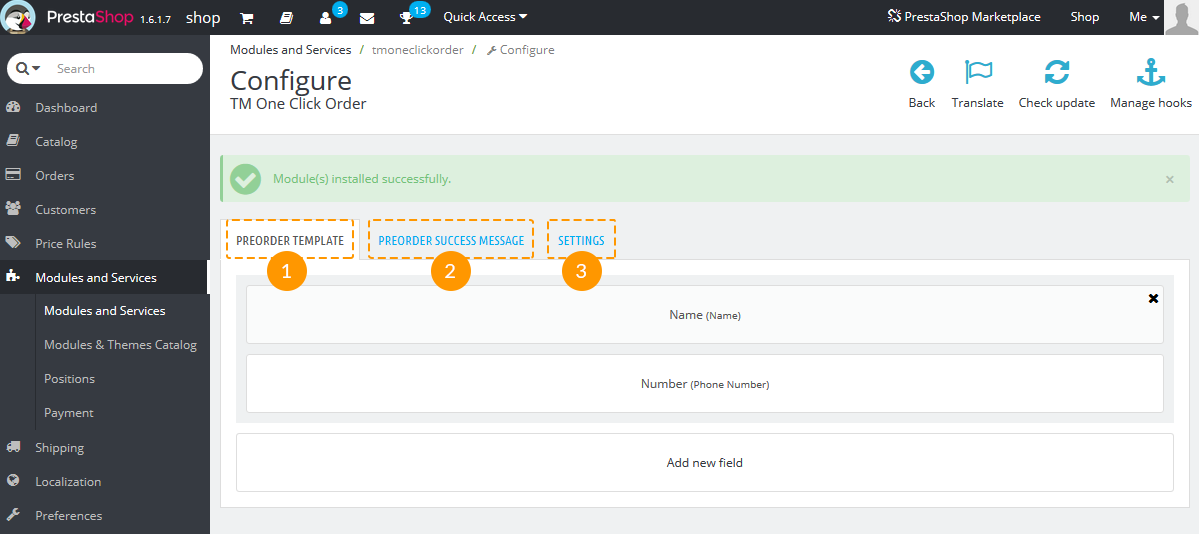 PrestaShop 1.6.1.7 shop 3 13 Quick Access PrestaShop Marketplace Shop Me
Search
Dashboard
Catalog
Orders
Customers
Price Rules
Modules and Services
Modules and Services
Modules & Themes Catalog
Positions
Payment
Shipping
Localization
Preferences
Modules and Services / tmoneclickorder / Configure
Configure
TM One Click Order
Back Translate Check update Manage hooks
Module(s) installed successfully. ×
PREORDER TEMPLATE PREORDER SUCCESS MESSAGE SETTINGS
1 2 3
Name (Name)
Number (Phone Number)
Add new field